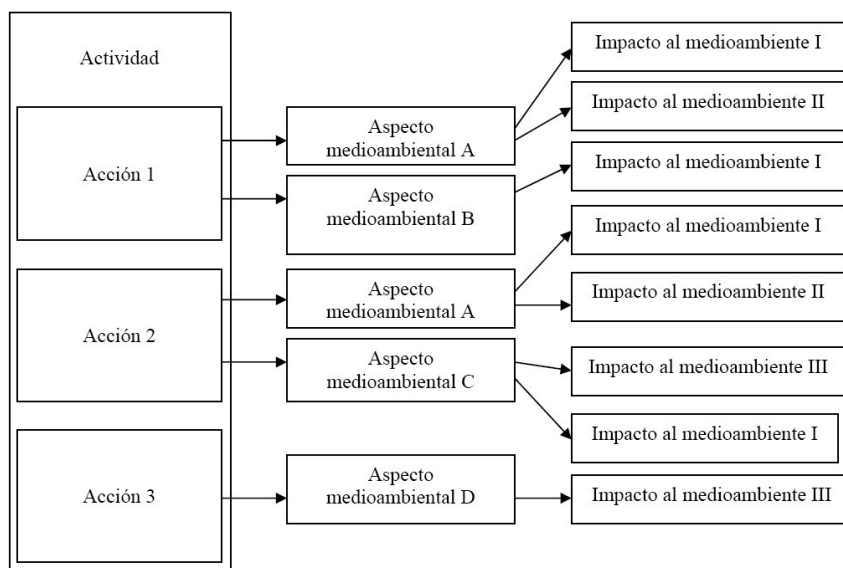 Actividad
Acción 1
Aspecto
medioambiental A
Impacto al medioambiente I
Impacto al medioambiente II
Aspecto
medioambiental B
Impacto al medioambiente I
Acción 2
Aspecto
medioambiental A
Impacto al medioambiente I
Impacto al medioambiente II
Aspecto
medioambiental C
Impacto al medioambiente III
Impacto al medioambiente I
Acción 3
Aspecto
medioambiental D
Impacto al medioambiente III